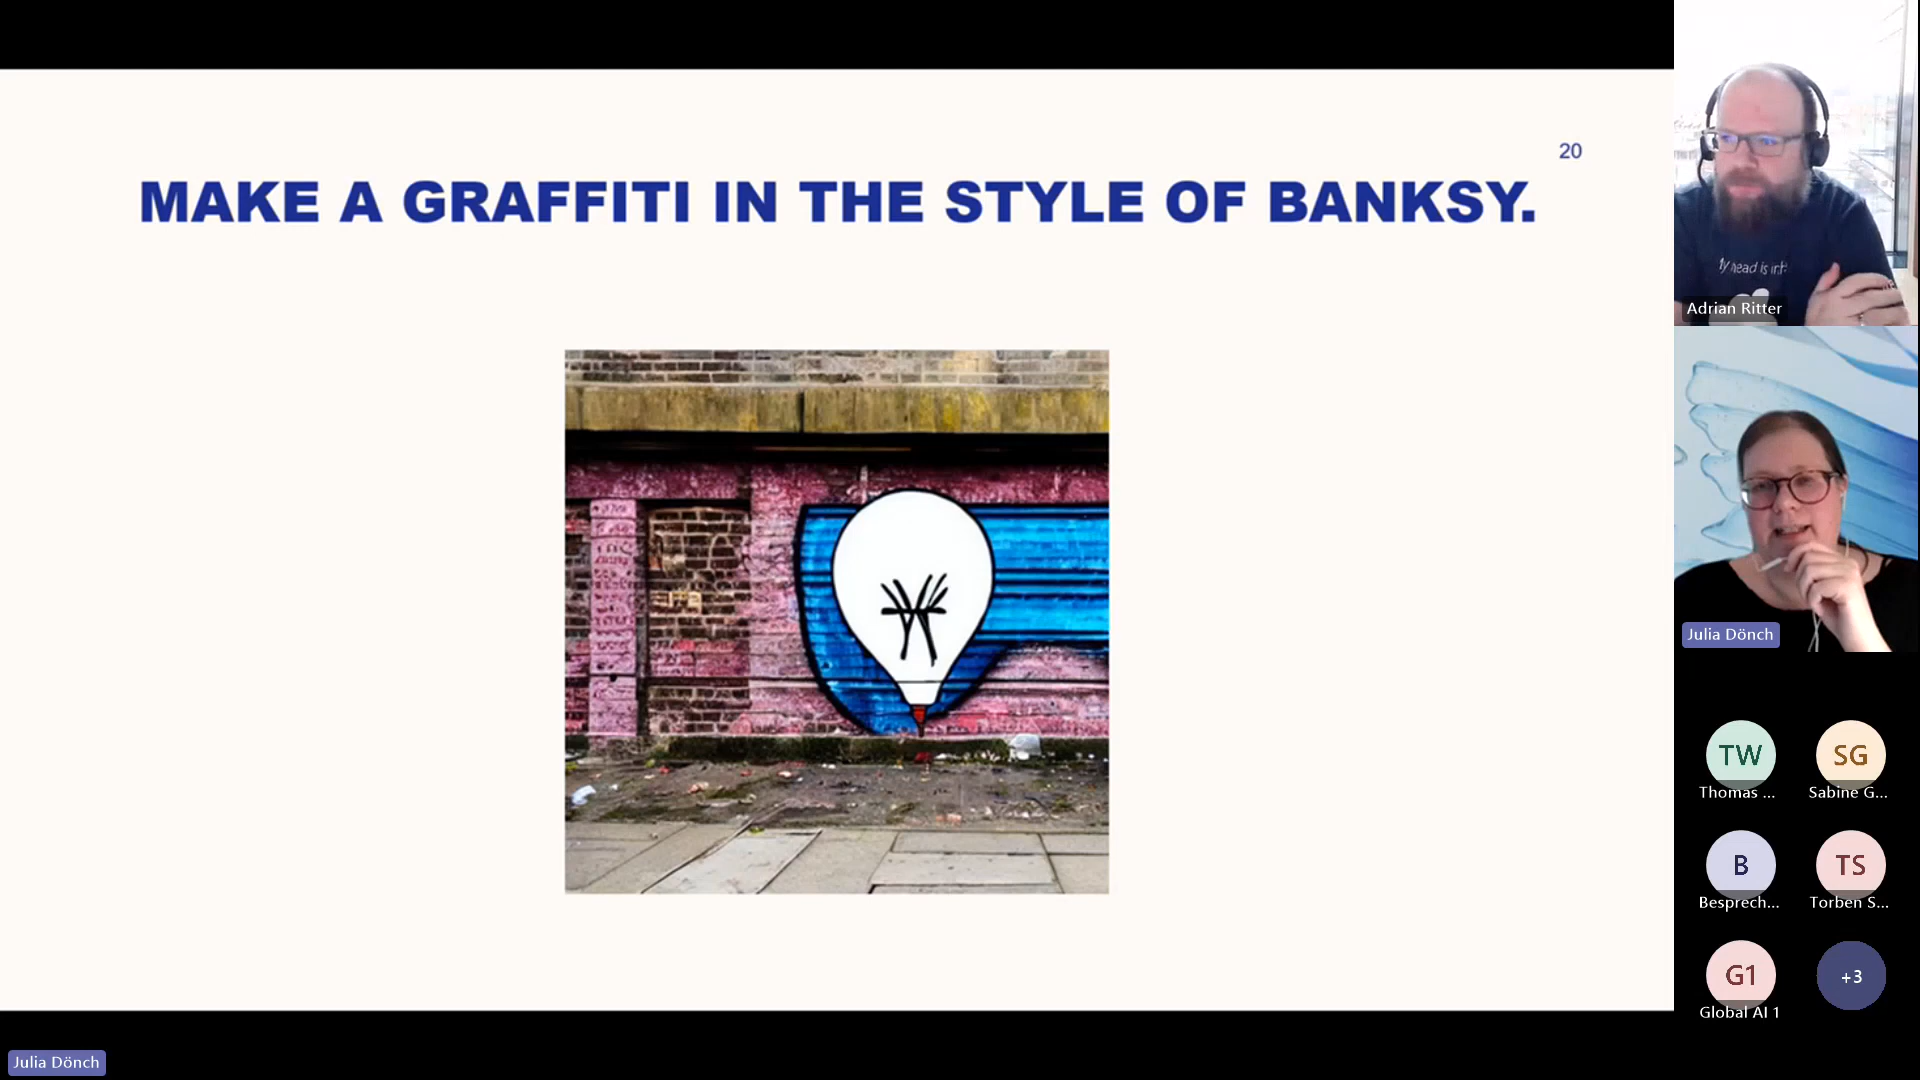 20
MAKE A GRAFFITI IN THE STYLE OF BANKSY.
Adrian Ritter
Julia Dönch
TW
SG
Thomas ...
Sabine G...
B
TS
Besprech...
Torben S...
G1
+3
Global AI 1
Julia Dönch